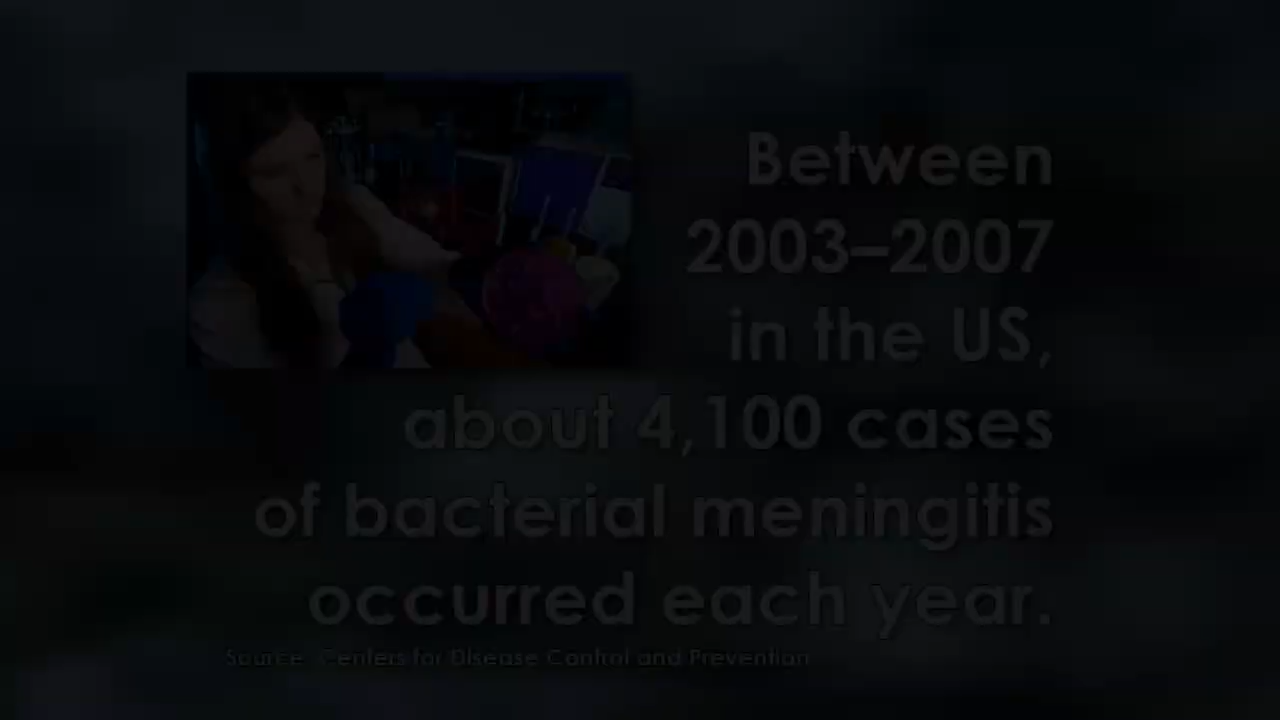 Between
2003–2007
in the US,
about 4,100 cases
of bacterial meningitis
occurred each year.
Source: Centers for Disease Control and Prevention